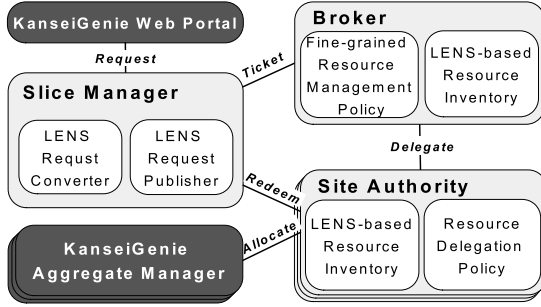 KanseiGenie Web Portal
Request
Slice Manager
LENS
Requst
Converter
LENS
Request
Publisher
Ticket
Broker
Fine-grained
Resource
Management
Policy
LENS-based
Resource
Inventory
Delegate
Redeem
Site Authority
LENS-based
Resource
Inventory
Resource
Delegation
Policy
Allocate
KanseiGenie
Aggregate Manager